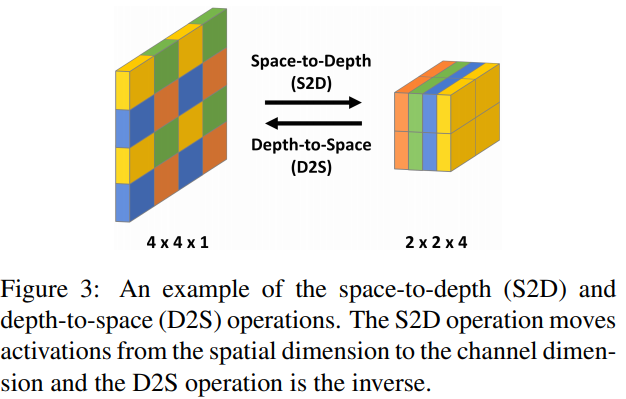 Space-to-Depth
(S2D)
Depth-to-Space
(D2S)
4 x 4 x 1
2 x 2 x 4
Figure 3: An example of the space-to-depth (S2D) and
depth-to-space (D2S) operations. The S2D operation moves
activations from the spatial dimension to the channel dimen-
sion and the D2S operation is the inverse.